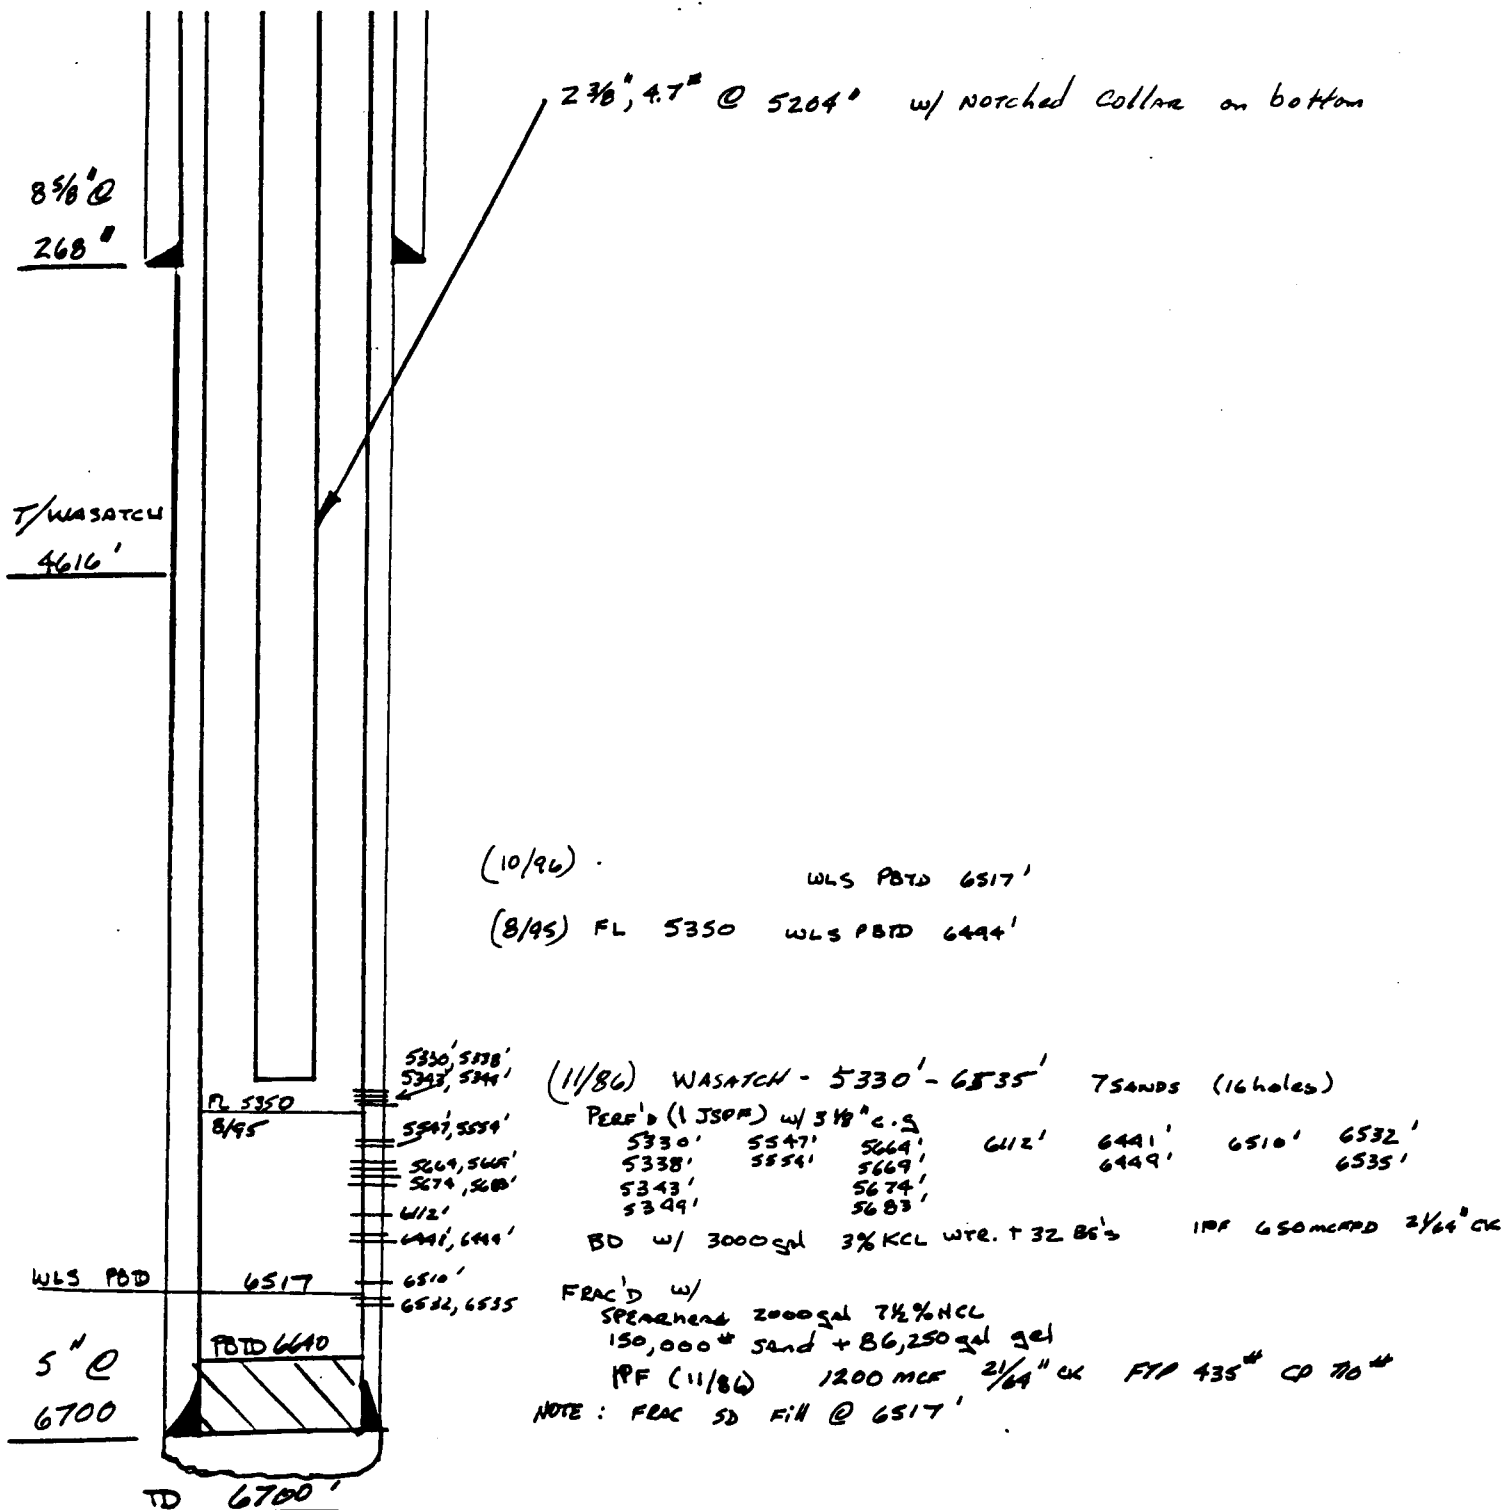 2 3/8", 4.7# @ 5204' w/ NOTCHED COLLAR on bottom
8 5/8" @
268'
T/WASATCH
4616'
(10/96) WLS PBTD 6517'
(8/95) FL 5350 WLS PBTD 6494'
5330', 5338'
5343', 5349'
FL 5350
8/95
5547', 5554'
5664, 5669'
5674, 5683'
6112'
6441', 6449'
WLS PBTD 6517
6510'
6532, 6535
PBTD 6640
5" @
6700
TD 6700'
(11/86) WASATCH - 5330' - 6535' 7 SANDS (16 holes)
PERF'D (1 JSPF) w/ 3 1/8" c.g
5330' 5547' 5664' 6112' 6441' 6510' 6532'
5338' 5554' 5669' 6449' 6535'
5343' 5674'
5349' 5683'
BD w/ 3000 gal 3% KCL WTR. + 32 BS's IPF 650 MCFPD 21/64" CK
FRAC'D w/
SPEARHEAD 2000 gal 7 1/2 % HCL
150,000# sand + 86,250 gal gel
IPF (11/86) 1200 MCF 21/64" CK FTP 435# CP 710#
NOTE: FRAC SD Fill @ 6517'